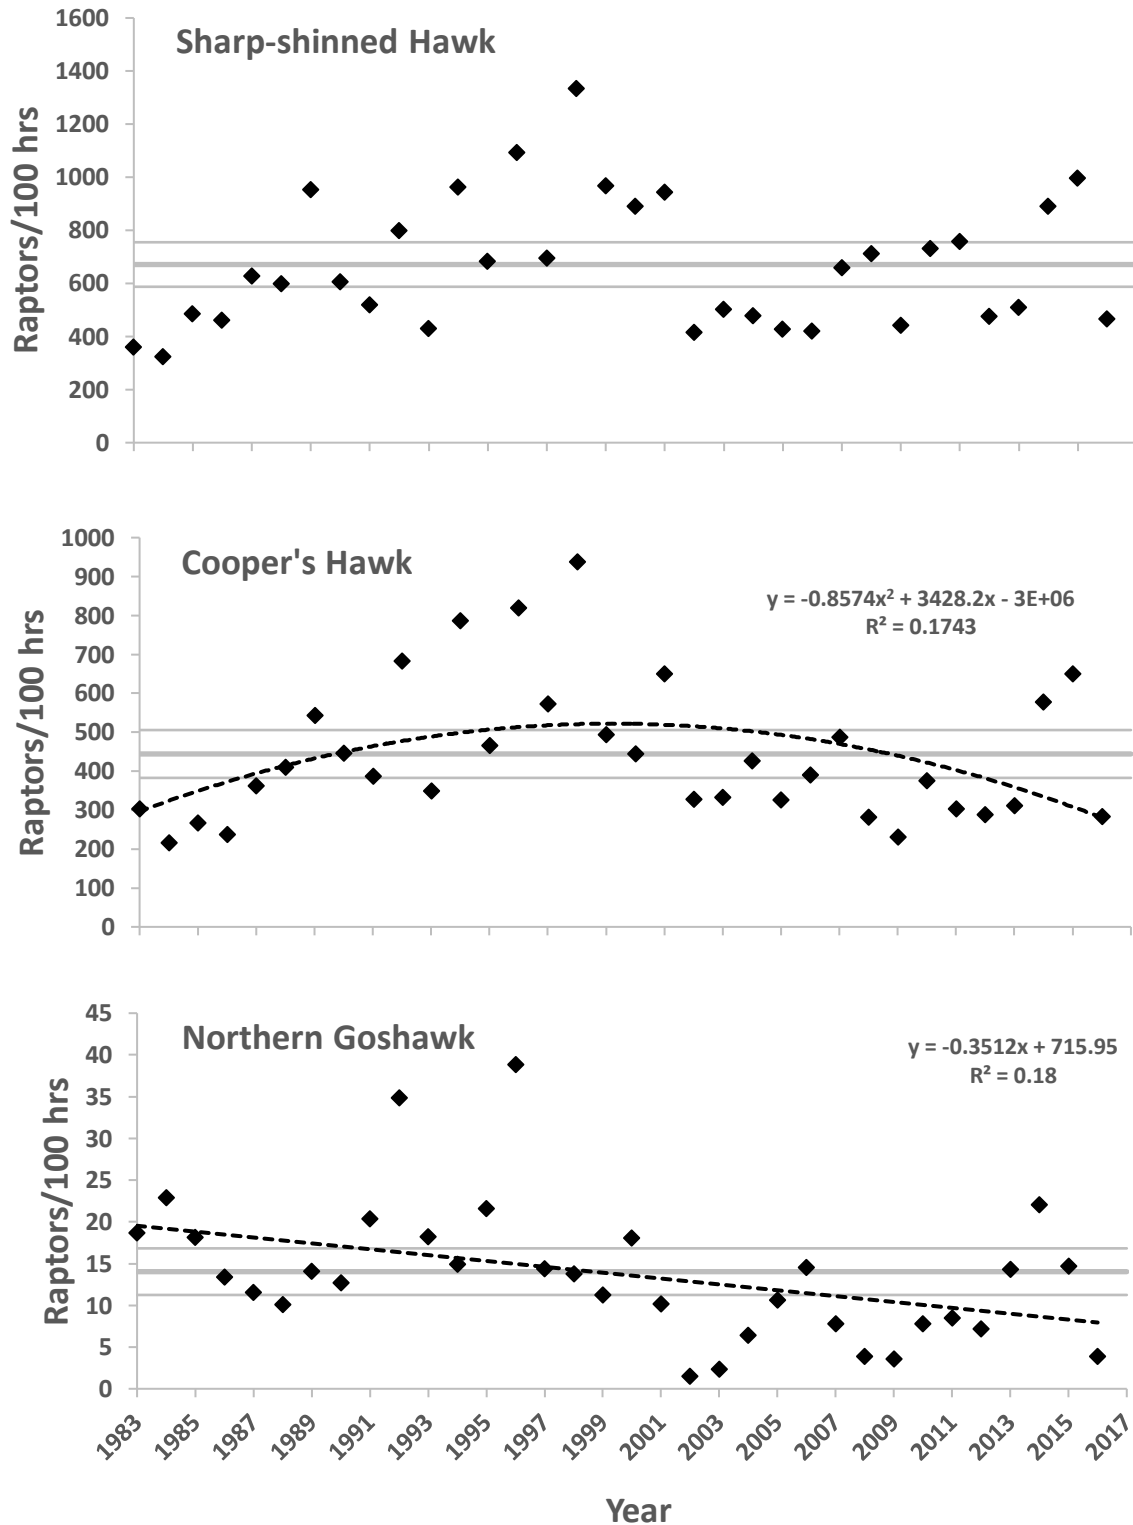 Sharp-shinned Hawk
Raptors/100 hrs
1600
1400
1200
1000
800
600
400
200
0
Cooper's Hawk
y = -0.8574x² + 3428.2x - 3E+06
R² = 0.1743
Raptors/100 hrs
1000
900
800
700
600
500
400
300
200
100
0
Northern Goshawk
y = -0.3512x + 715.95
R² = 0.18
Raptors/100 hrs
45
40
35
30
25
20
15
10
5
0
1983 1985 1987 1989 1991 1993 1995 1997 1999 2001 2003 2005 2007 2009 2011 2013 2015 2017
Year